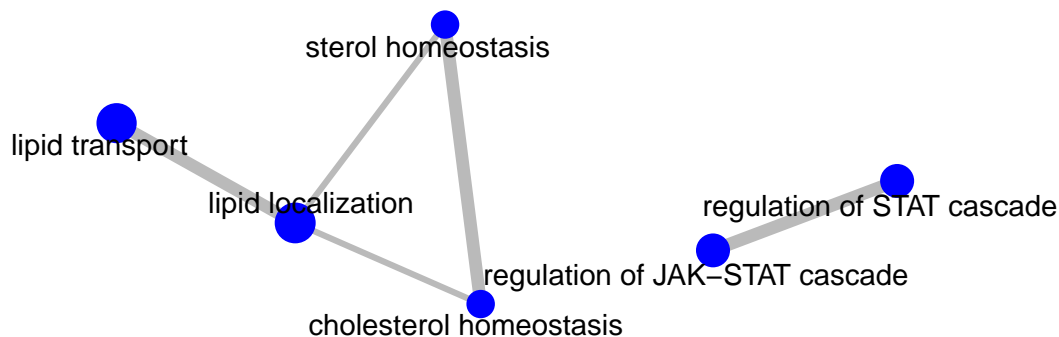 sterol homeostasis
lipid transport
lipid localization
regulation of STAT cascade
regulation of JAK−STAT cascade
cholesterol homeostasis